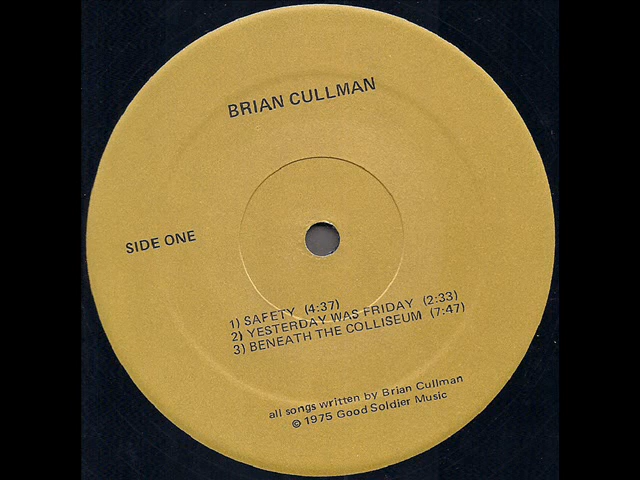 BRIAN CULLMAN
SIDE ONE
1) SAFETY (4:37)
2) YESTERDAY WAS FRIDAY (2:33)
3) BENEATH THE COLLISEUM (7:47)
all songs written by Brian Cullman
© 1975 Good Soldier Music